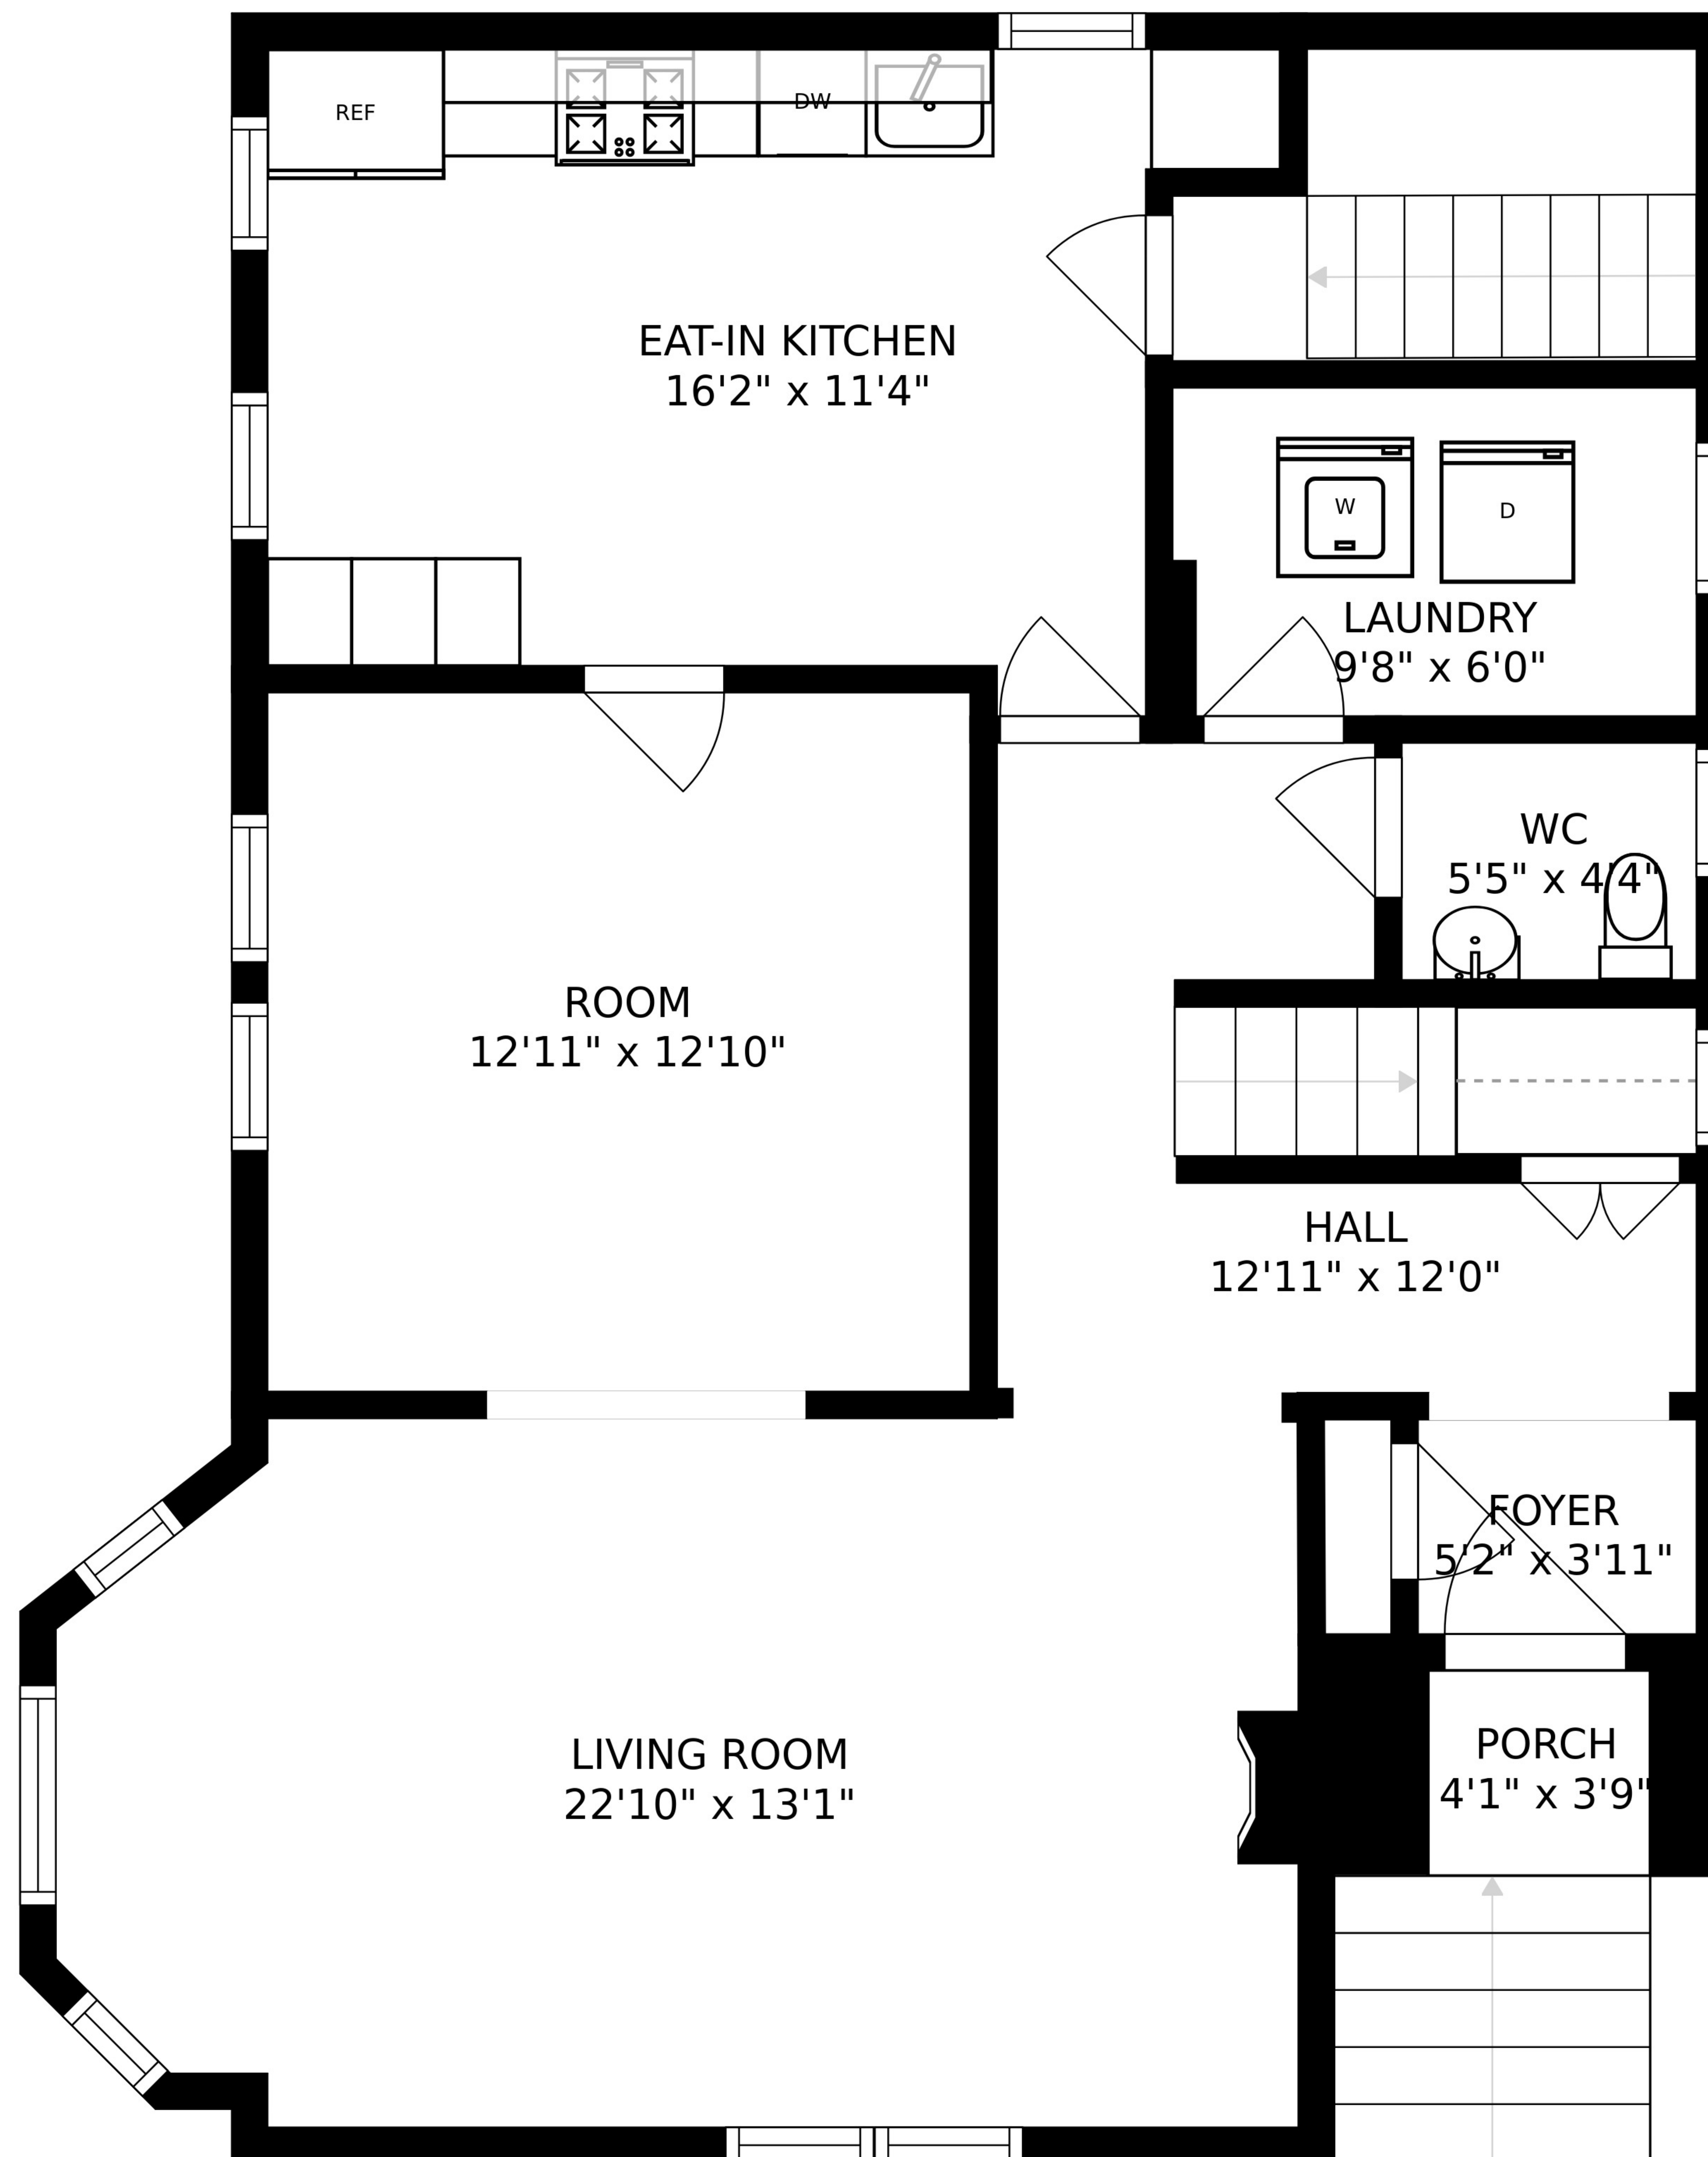 REF
DW
EAT-IN KITCHEN
16'2" x 11'4"
W
D
LAUNDRY
9'8" x 6'0"
WC
5'5" x 4'4"
ROOM
12'11" x 12'10"
HALL
12'11" x 12'0"
FOYER
5'2" x 3'11"
LIVING ROOM
22'10" x 13'1"
PORCH
4'1" x 3'9"